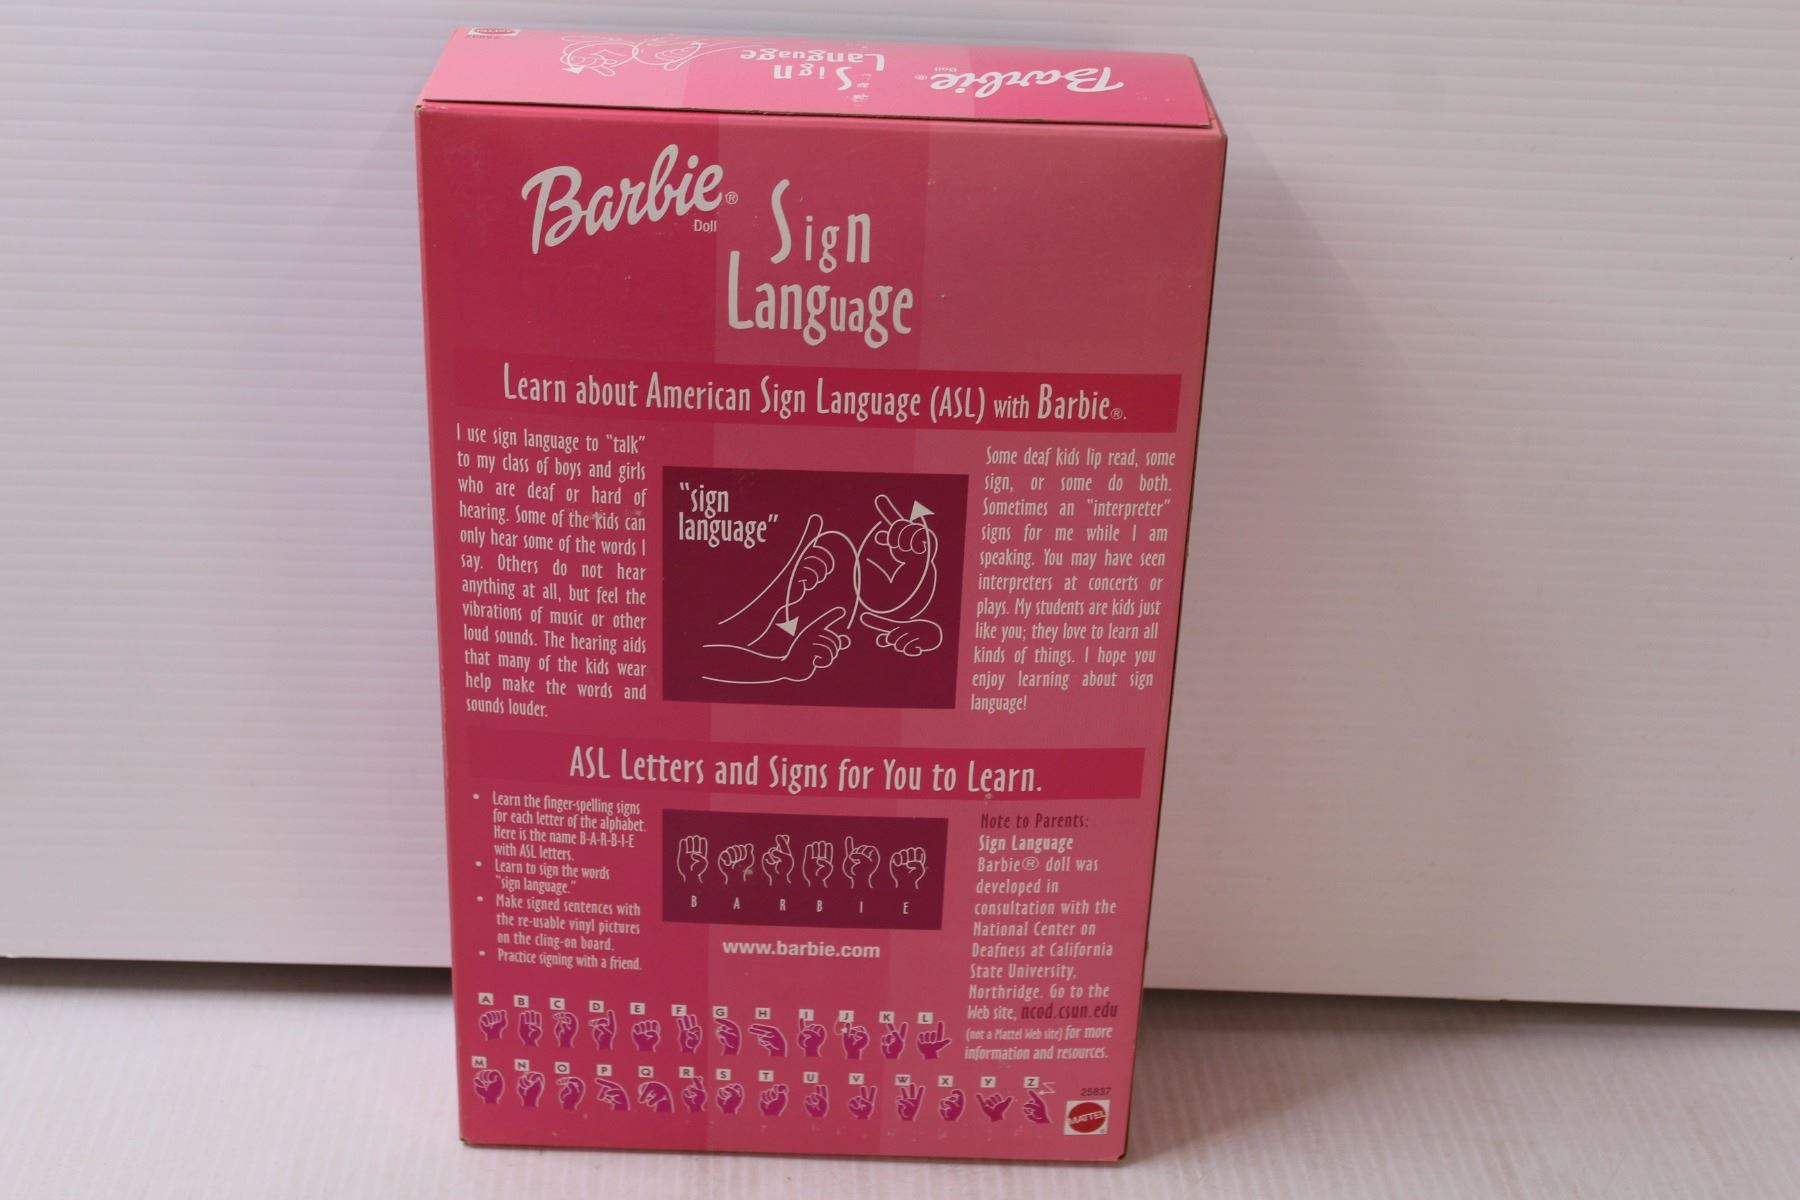 Barbie® Doll
Sign
Language
Barbie®
Doll
Sign
Language
Learn about American Sign Language (ASL) with Barbie®.
I use sign language to “talk”
to my class of boys and girls
who are deaf or hard of
hearing. Some of the kids can
only hear some of the words I
say. Others do not hear
anything at all, but feel the
vibrations of music or other
loud sounds. The hearing aids
that many of the kids wear
help make the words and
sounds louder.
“sign
language”
Some deaf kids lip read, some
sign, or some do both.
Sometimes an “interpreter”
signs for me while I am
speaking. You may have seen
interpreters at concerts or
plays. My students are kids just
like you; they love to learn all
kinds of things. I hope you
enjoy learning about sign
language!
ASL Letters and Signs for You to Learn.
• Learn the finger-spelling signs
for each letter of the alphabet.
Here is the name B-A-R-B-I-E
with ASL letters.
• Learn to sign the words
“sign language.”
• Make signed sentences with
the re-usable vinyl pictures
on the cling-on board.
• Practice signing with a friend.
B A R B I E
www.barbie.com
Note to Parents:
Sign Language
Barbie® doll was
developed in
consultation with the
National Center on
Deafness at California
State University,
Northridge. Go to the
Web site, ncod.csun.edu
(not a Mattel Web site) for more
information and resources.
A B C D E F G H I J K L
M N O P Q R S T U V W X Y Z
25837
MATTEL